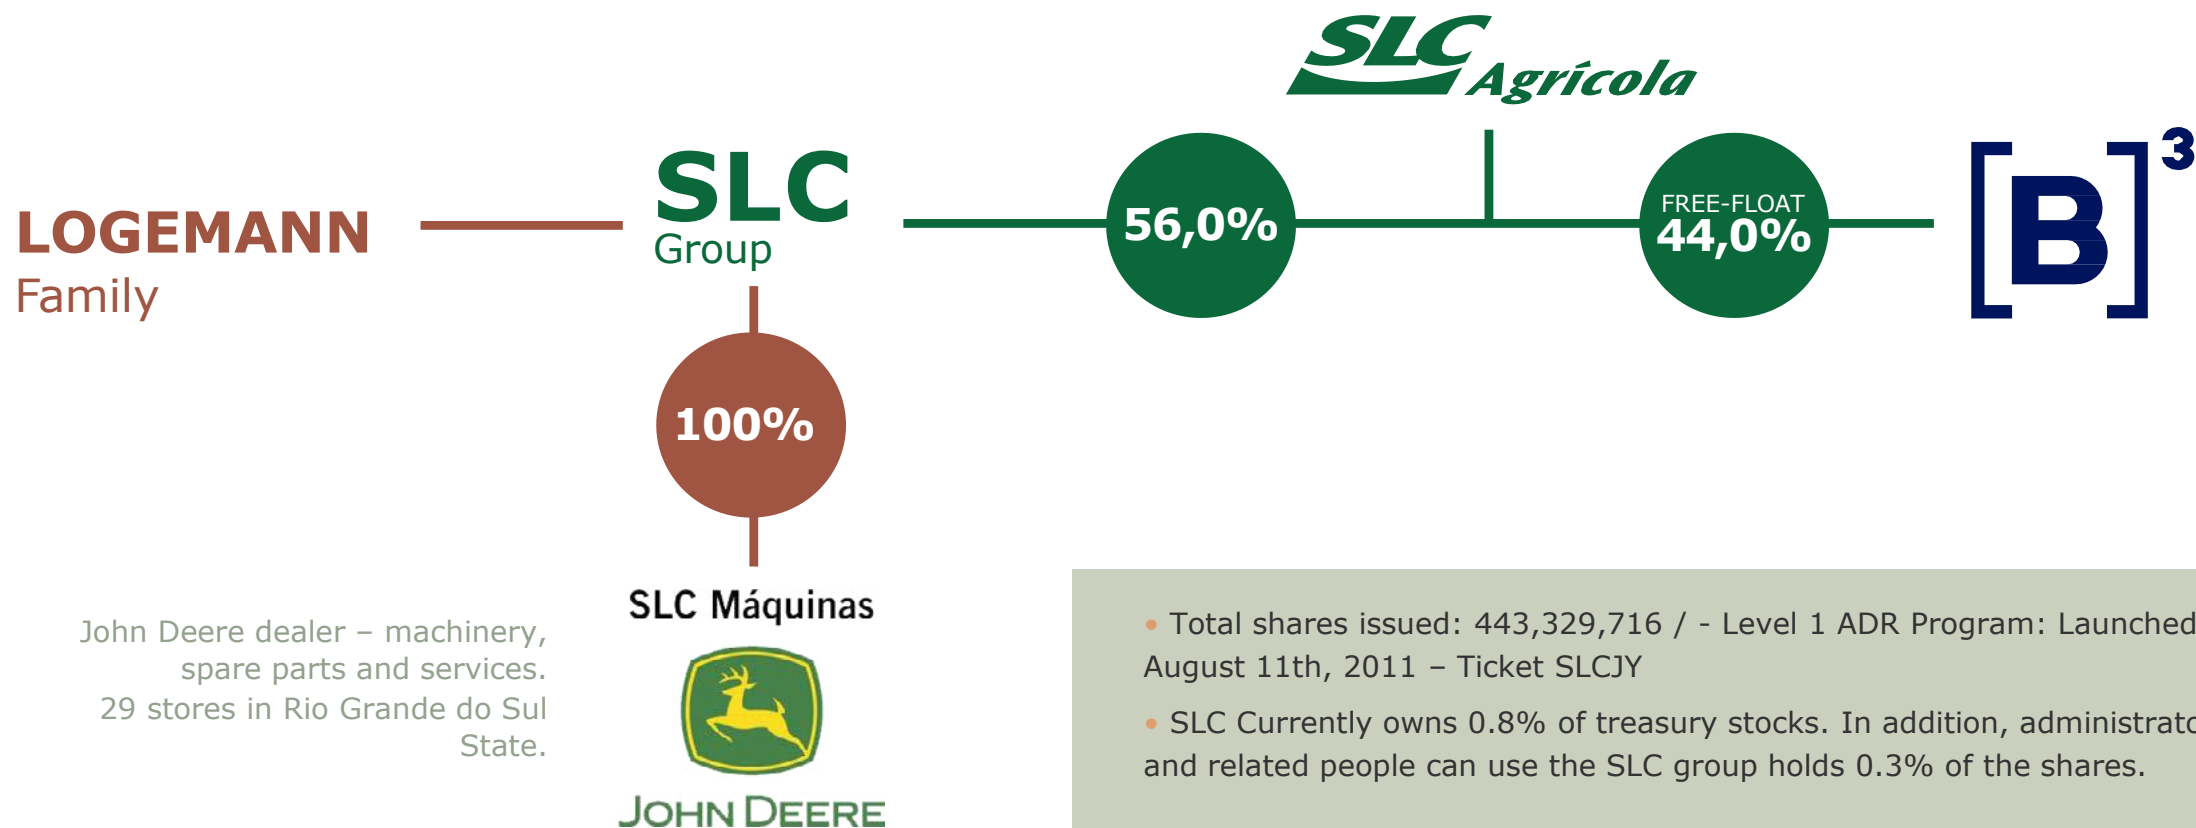 SLC
Agrícola
LOGEMANN
Family
SLC
Group
56,0%
FREE-FLOAT
44,0%
[B]³
100%
SLC Máquinas
JOHN DEERE
John Deere dealer – machinery,
spare parts and services.
29 stores in Rio Grande do Sul
State.
• Total shares issued: 443,329,716 / - Level 1 ADR Program: Launched
August 11th, 2011 – Ticket SLCJY
• SLC Currently owns 0.8% of treasury stocks. In addition, administrato
and related people can use the SLC group holds 0.3% of the shares.